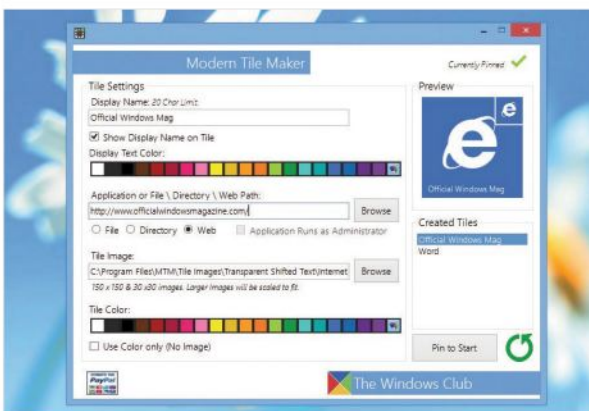 Modern Tile Maker
Currently Pinned
Tile Settings
Display Name: 20 Char Limit.
Official Windows Mag
Show Display Name on Tile
Display Text Color:
Application or File \ Directory \ Web Path:
http://www.officialwindowsmagazine.com/
Browse
File
Directory
Web
Application Runs as Administrator
Tile Image:
C:\Program Files\MTM\Tile Images\Transparent Shifted Text\Internet
Browse
150 x 150 & 30 x30 images. Larger images will be scaled to fit.
Tile Color:
Use Color only (No Image)
Preview
Official Windows Mag
Created Tiles
Official Windows Mag
Word
Pin to Start
PayPal
The Windows Club